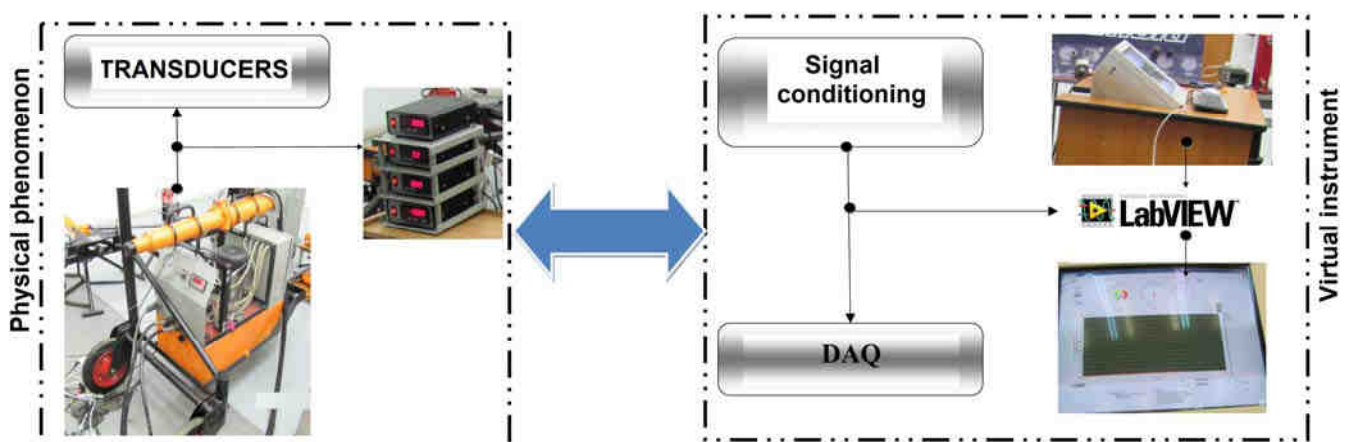 Physical phenomenon
TRANSDUCERS
Signal
conditioning
DAQ
LabVIEW
Virtual instrument